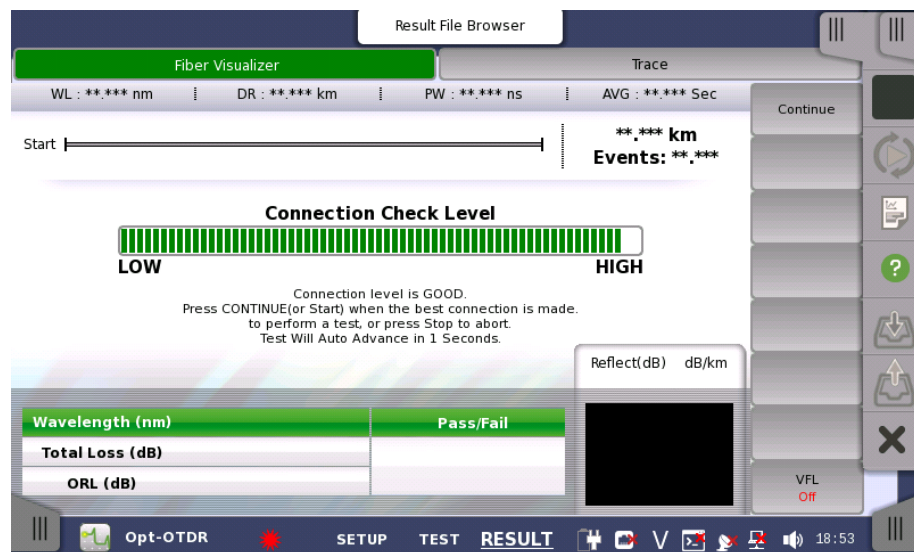 Result File Browser
Fiber Visualizer
Trace
WL : **.*** nm
DR : **.*** km
PW : **.*** ns
AVG : **.*** Sec
Continue
Start
**.*** km
Events: **.***
Connection Check Level
LOW
HIGH
Connection level is GOOD.
Press CONTINUE(or Start) when the best connection is made.
to perform a test, or press Stop to abort.
Test Will Auto Advance in 1 Seconds.
Reflect(dB) dB/km
Wavelength (nm)
Pass/Fail
Total Loss (dB)
ORL (dB)
VFL
Off
Opt-OTDR
SETUP
TEST
RESULT
V
18:53